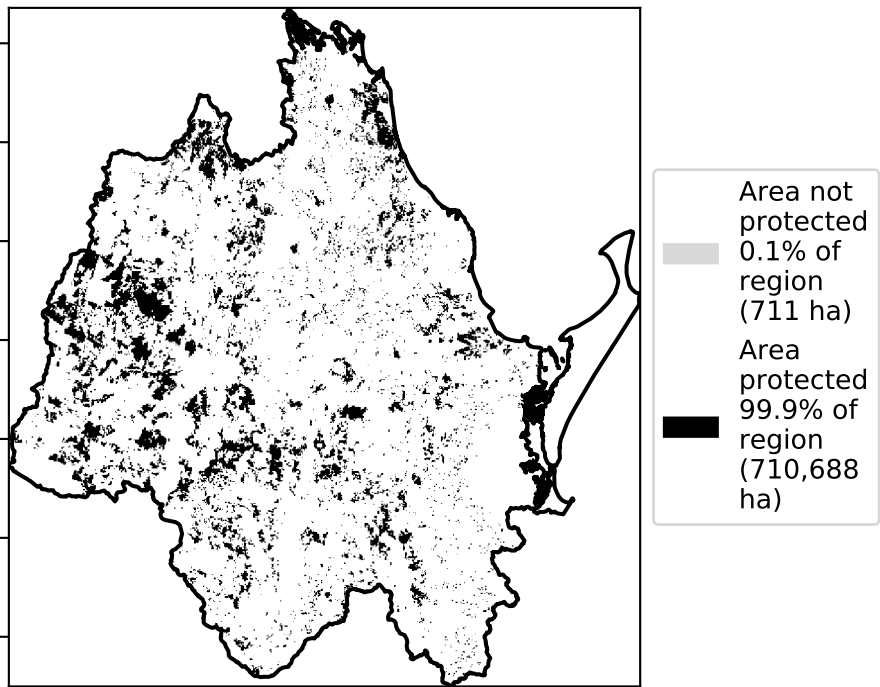 Area not
protected
0.1% of
region
(711 ha)
Area
protected
99.9% of
region
(710,688
ha)